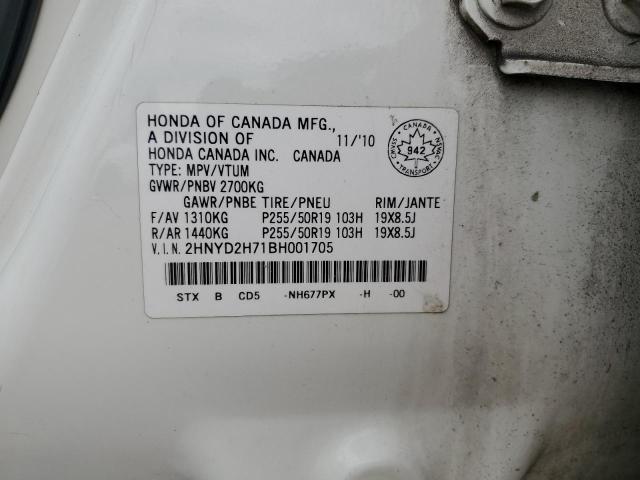 HONDA OF CANADA MFG.,
A DIVISION OF 11/'10
HONDA CANADA INC. CANADA
TYPE: MPV/VTUM
GVWR/PNBV 2700KG
GAWR/PNBE TIRE/PNEU RIM/JANTE
F/AV 1310KG P255/50R19 103H 19X8.5J
R/AR 1440KG P255/50R19 103H 19X8.5J
V.I.N. 2HNYD2H71BH001705
STX B CD5 -NH677PX -H -00
CANADA
CMVSS 942 NSVAC
TRANSPORT